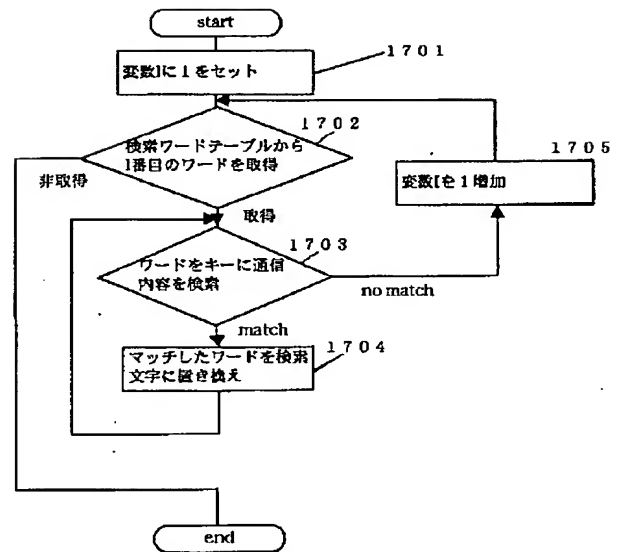 start
1701
変数Iに1をセット
1702
検索ワードテーブルから
I番目のワードを取得
非取得
取得
1705
変数Iを1増加
1703
ワードをキーに通信
内容を検索
no match
match
1704
マッチしたワードを検索
文字に置き換え
end